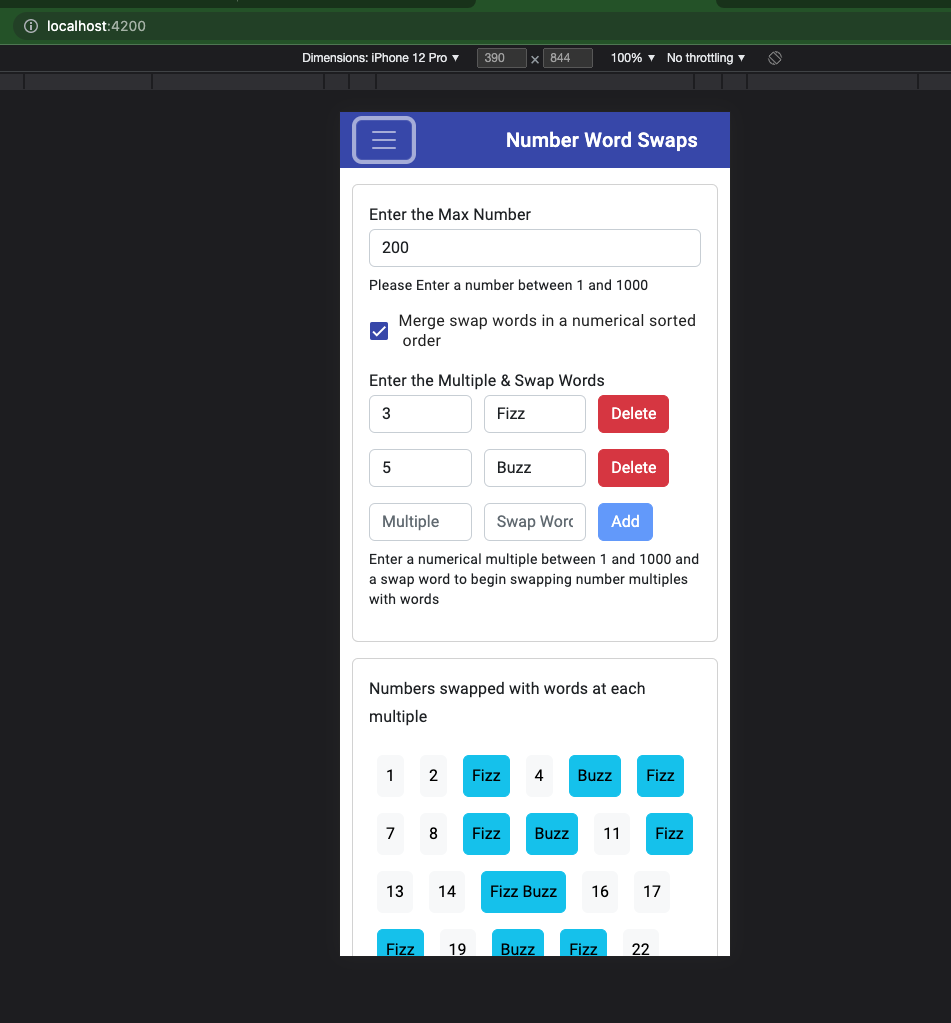 localhost:4200
Dimensions: iPhone 12 Pro ▼ 390 × 844 100% ▼ No throttling ▼
Number Word Swaps
Enter the Max Number
200
Please Enter a number between 1 and 1000
Merge swap words in a numerical sorted
order
Enter the Multiple & Swap Words
3 Fizz Delete
5 Buzz Delete
Multiple Swap Word Add
Enter a numerical multiple between 1 and 1000 and
a swap word to begin swapping number multiples
with words
Numbers swapped with words at each
multiple
1 2 Fizz 4 Buzz Fizz
7 8 Fizz Buzz 11 Fizz
13 14 Fizz Buzz 16 17
Fizz 19 Buzz Fizz 22